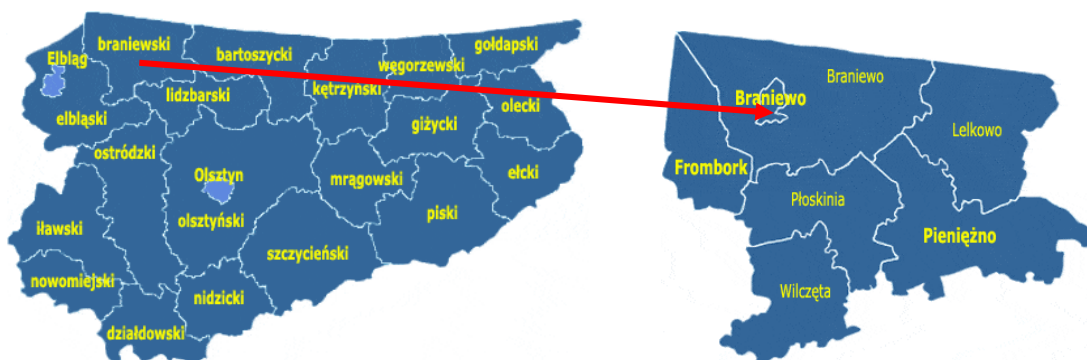 braniewski
bartoszycki
gołdapski
Elbląg
węgorzewski
lidzbarski
kętrzyński
olecki
elbląski
giżycki
ostródzki
Olsztyn
mrągowski
ełcki
olsztyński
piski
iławski
szczycieński
nowomiejski
nidzicki
działdowski
Braniewo
Braniewo
Lelkowo
Frombork
Płoskinia
Pieniężno
Wilczęta